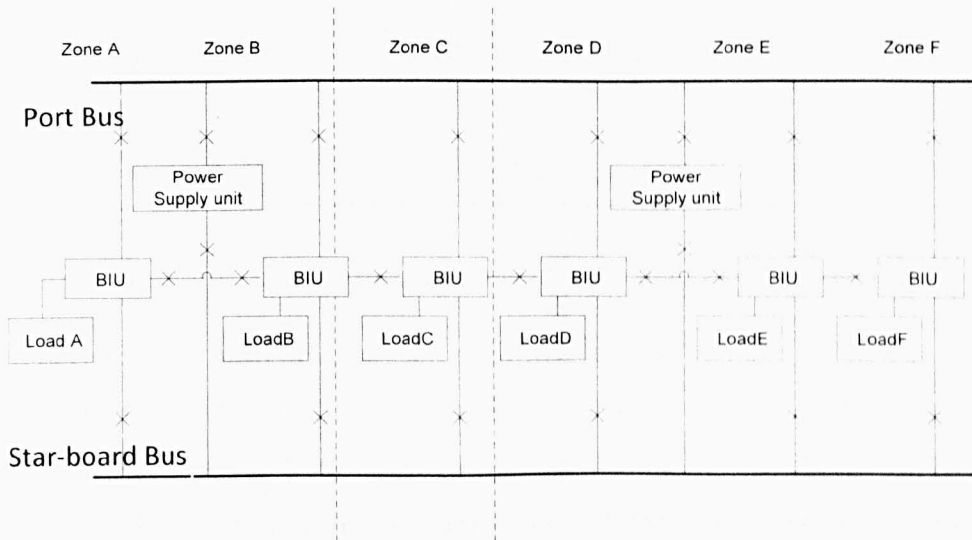 Zone A
Zone B
Zone C
Zone D
Zone E
Zone F
Port Bus
Power
Supply unit
Power
Supply unit
BIU
BIU
BIU
BIU
BIU
BIU
Load A
LoadB
LoadC
LoadD
LoadE
LoadF
Star-board Bus